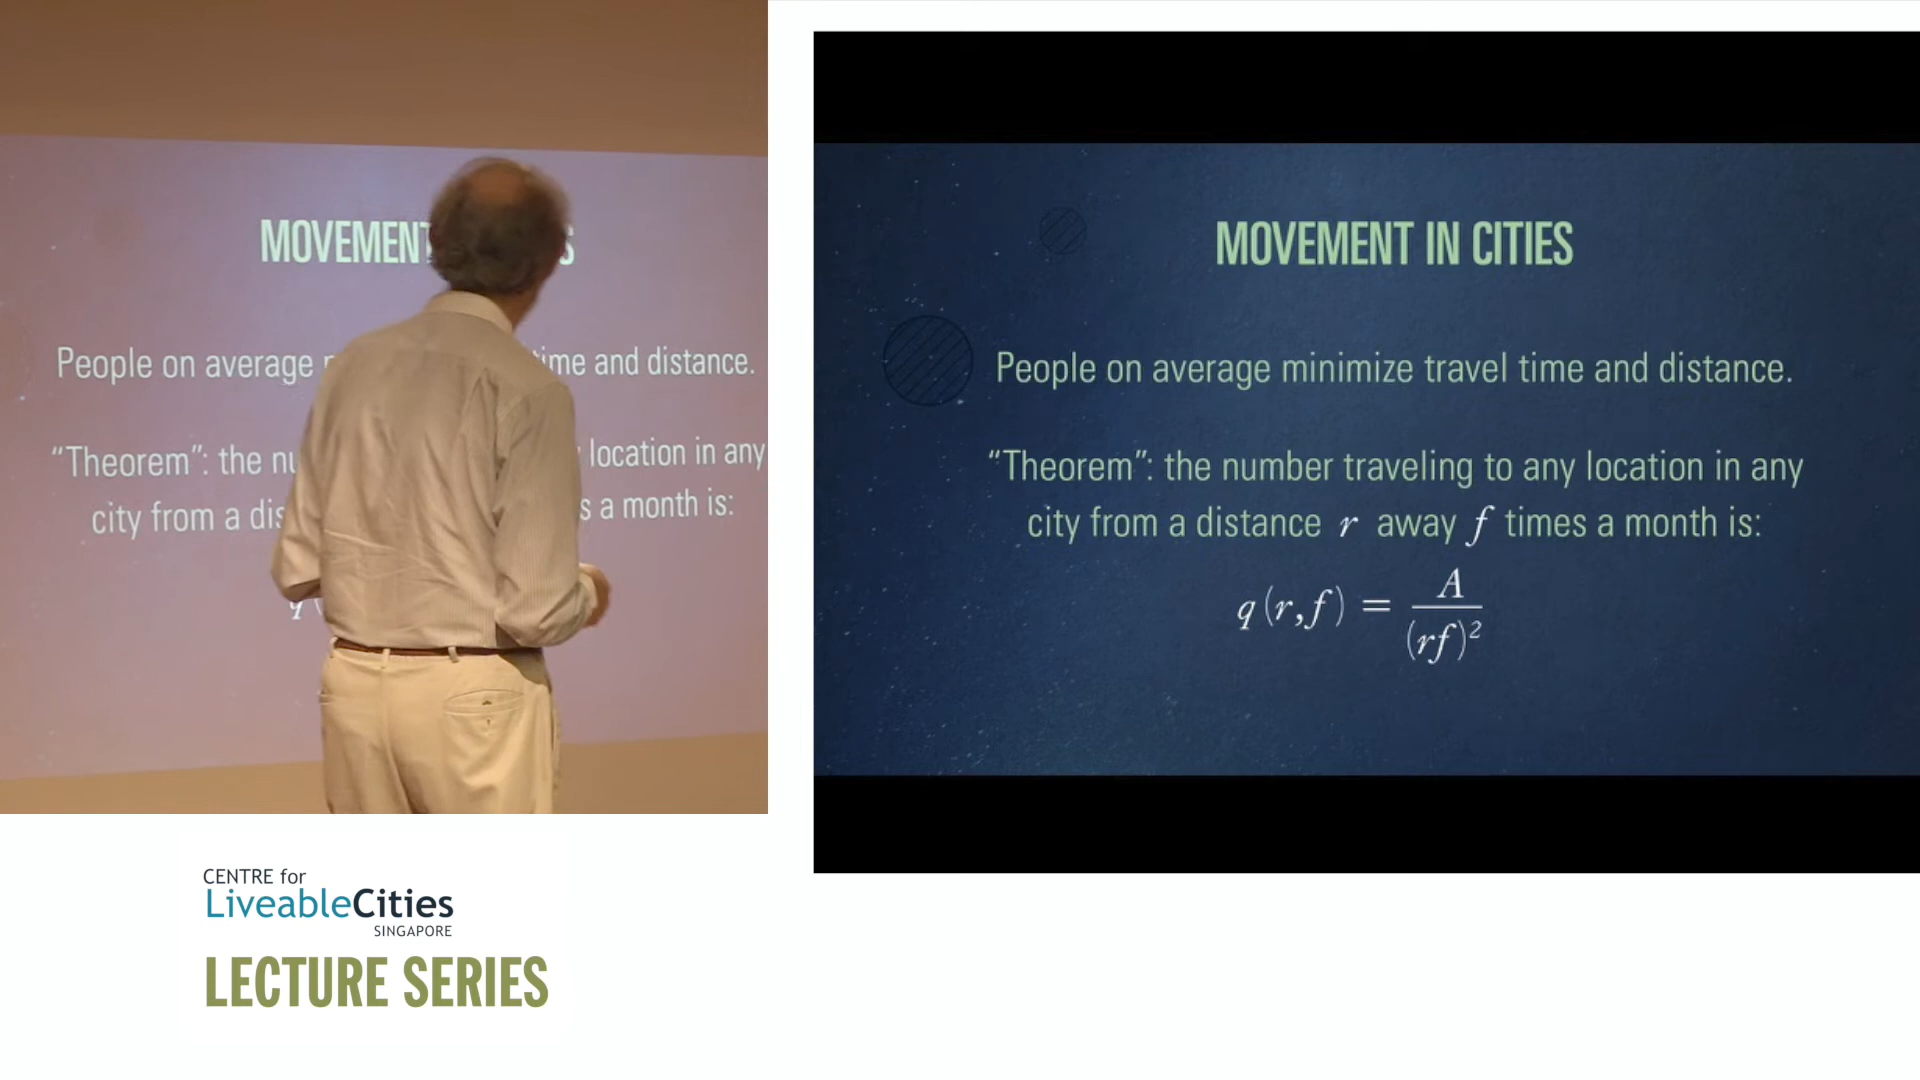 MOVEMEN
S
People on average
time and distance.
“Theorem”: the nu
location in any
city from a dis
s a month is:
q (
MOVEMENT IN CITIES
People on average minimize travel time and distance.
“Theorem”: the number traveling to any location in any
city from a distance r away f times a month is:
q (r,f) = A
(rf)²
CENTRE for
LiveableCities
SINGAPORE
LECTURE SERIES